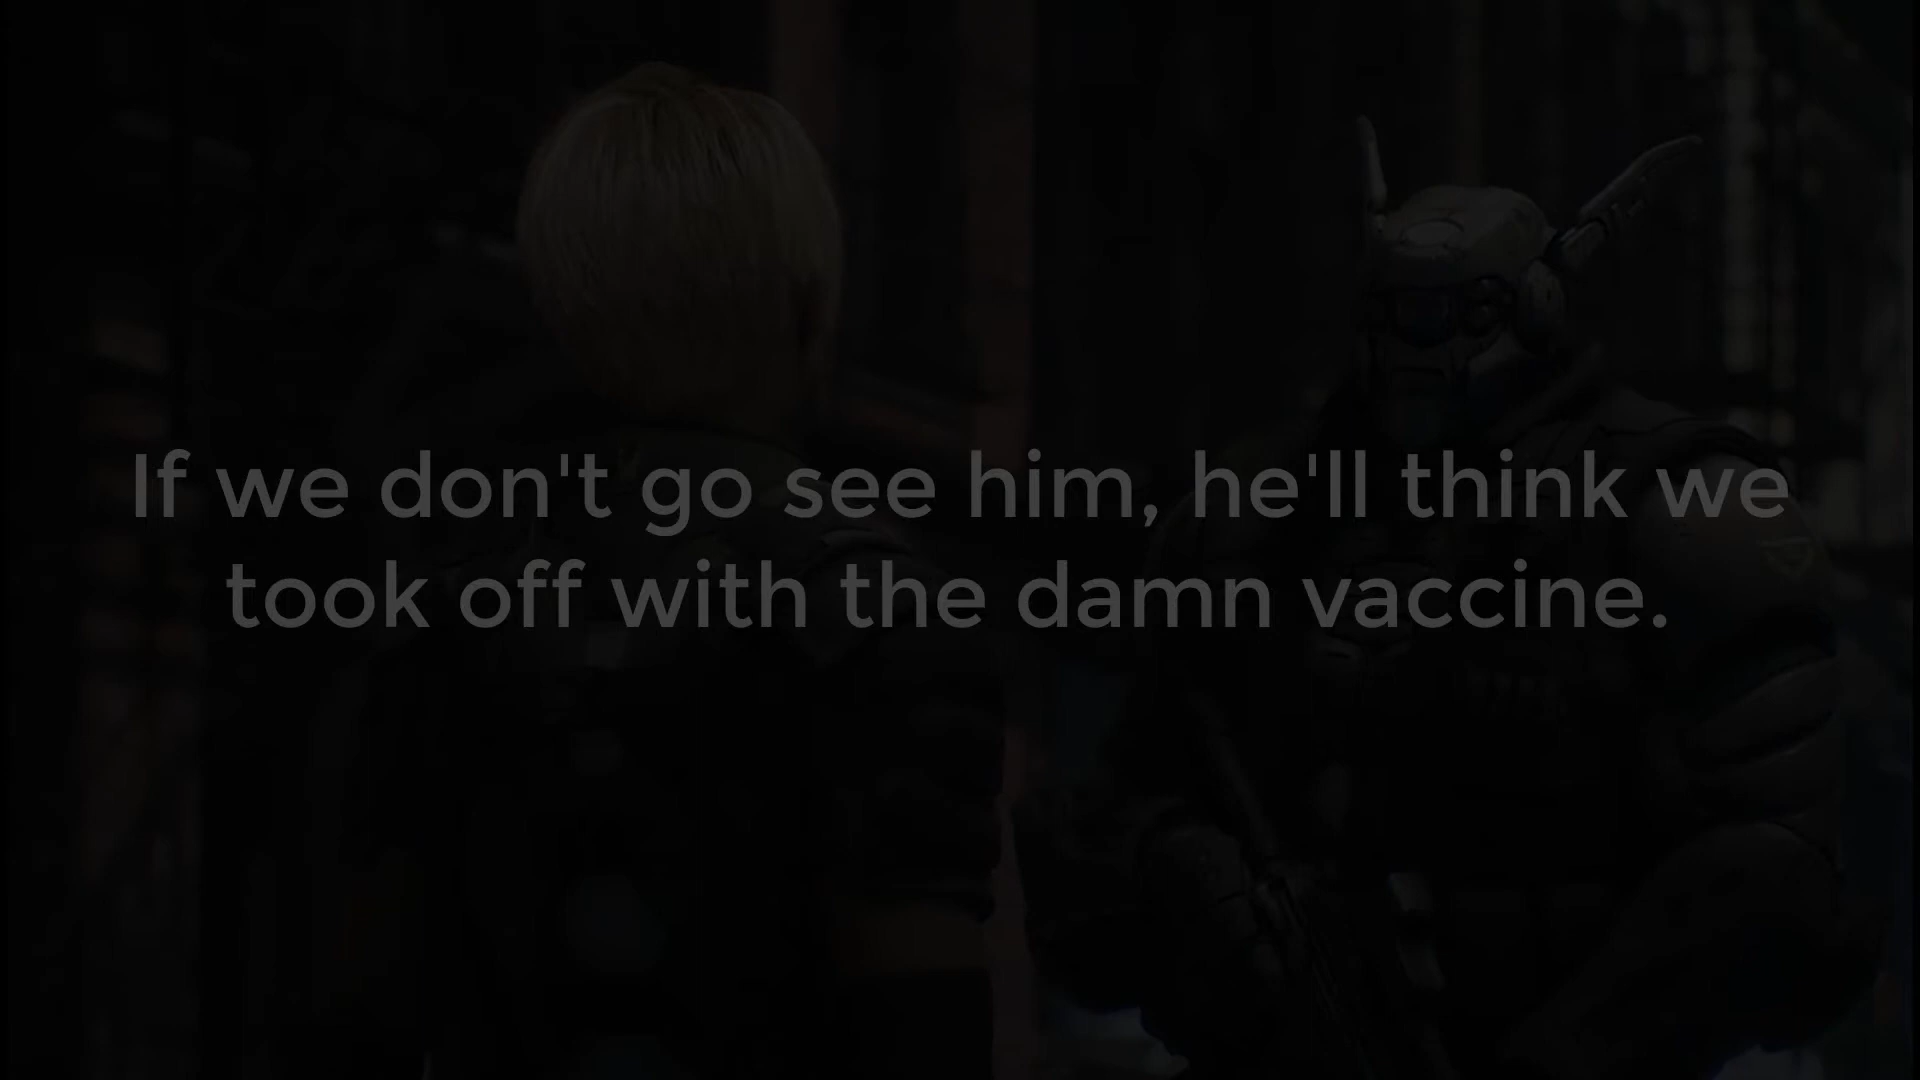 If we don't go see him, he'll think we
took off with the damn vaccine.